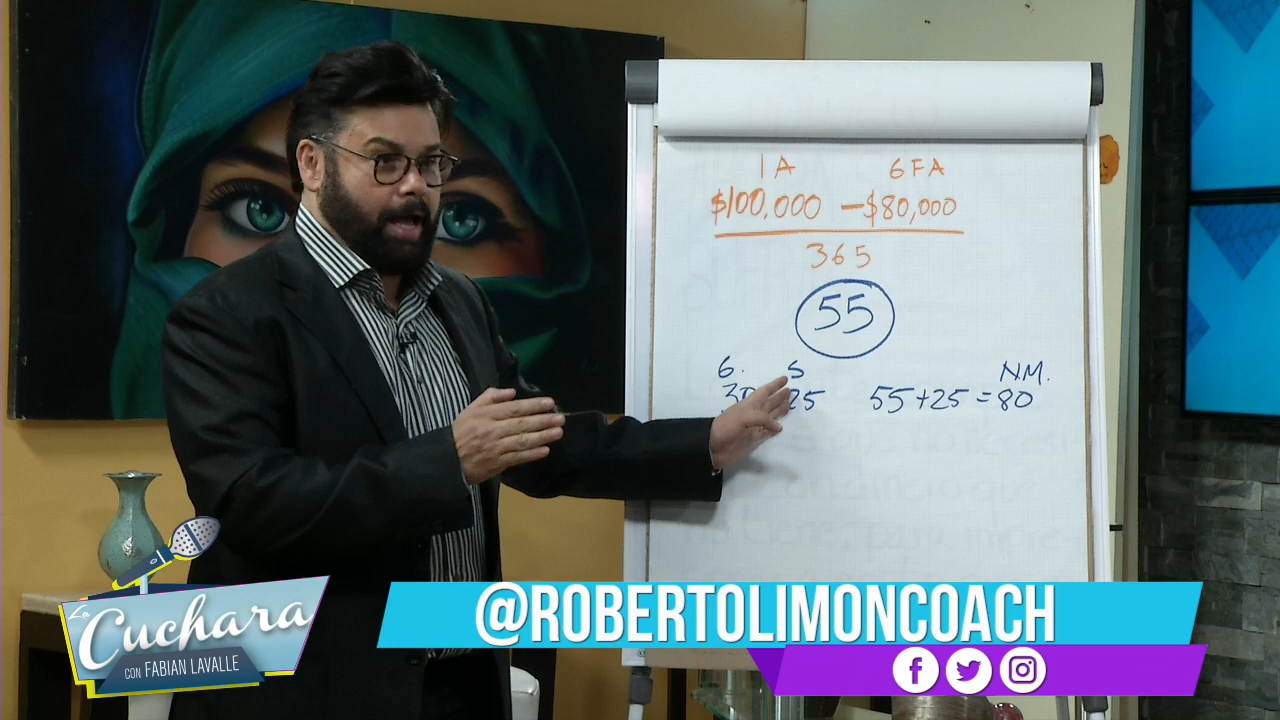 1A 6FA
$100,000 - $80,000
365
55
6. S N.M.
30 25 55+25=80
@ROBERTOLIMONCOACH
La
Cuchara
CON FABIAN LAVALLE